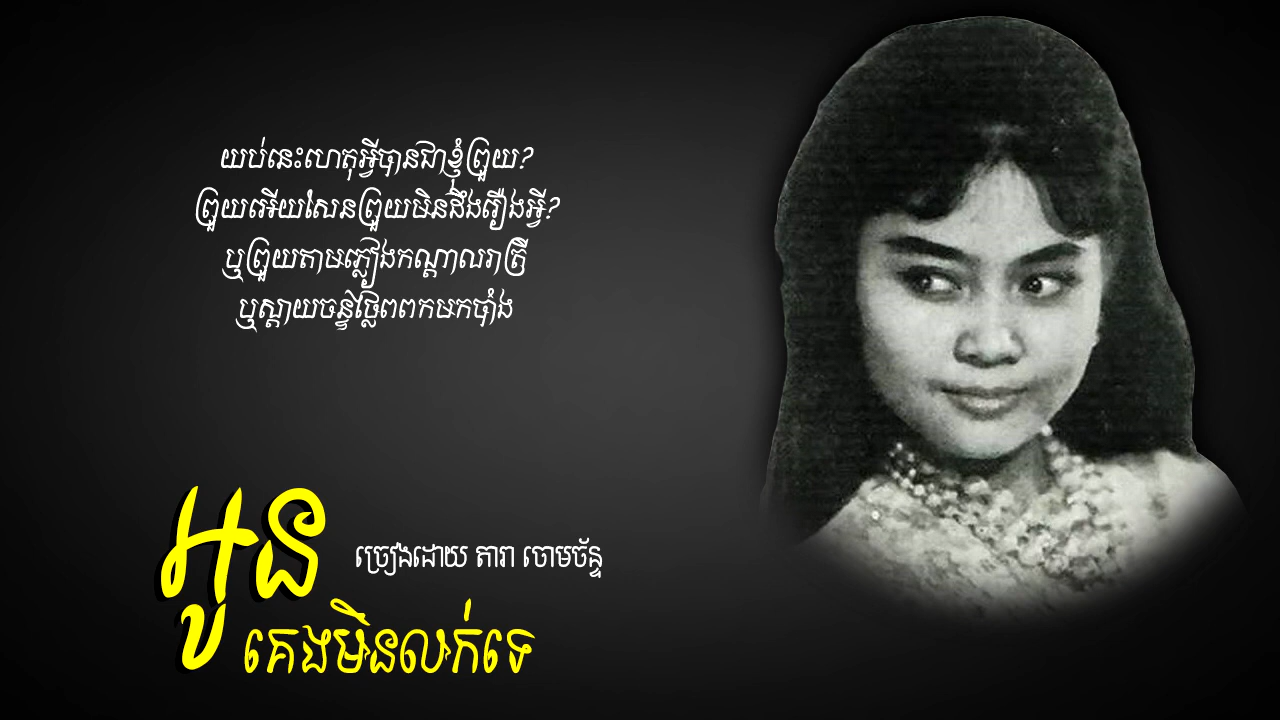 យប់នេះហេតុអ្វីបានជាខ្ញុំព្រួយ?
ព្រួយអើយសែនព្រួយមិនដឹងរឿងអ្វី?
ឬព្រួយតាមភ្លៀងកណ្ដាលរាត្រី
ឬស្ដាយចន្ទថ្លៃពពកមកបាំង
អូន
ច្រៀងដោយ តារា ចោមច័ន្ទ
គេងមិនលក់ទេ